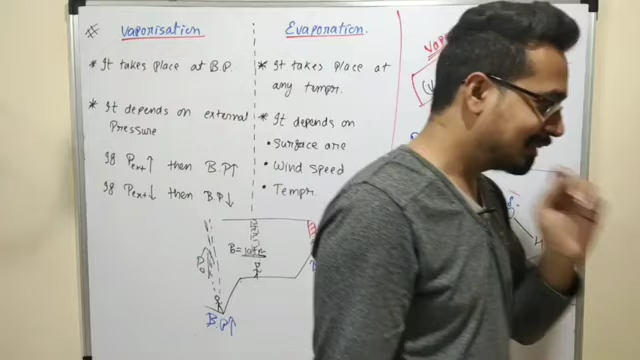 vaporisation
* It takes place at B.P.
* It depends on external
Pressure
If Pext↑ then B.P↑
If Pext↓ then B.P↓
Evaporation.
* It takes place at
any tempr.
* It depends on
• Surface are
• Wind speed
• Tempr.
B.P↑